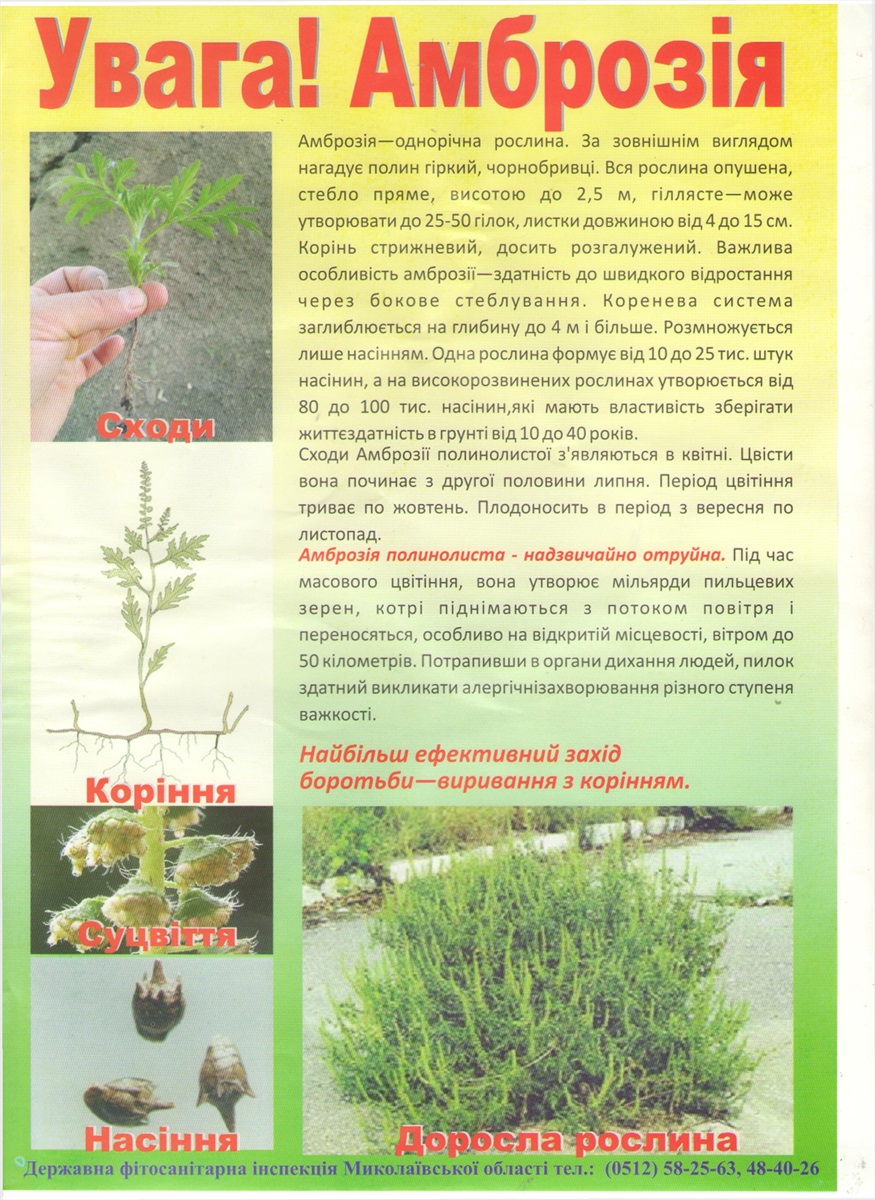 Увага! Амброзія
Амброзія—однорічна рослина. За зовнішнім виглядом
нагадує полин гіркий, чорнобривці. Вся рослина опушена,
стебло пряме, висотою до 2,5 м, гіллясте—може
утворювати до 25-50 гілок, листки довжиною від 4 до 15 см.
Корінь стрижневий, досить розгалужений. Важлива
особливість амброзії—здатність до швидкого відростання
через бокове стеблування. Коренева система
заглиблюється на глибину до 4 м і більше. Розмножується
лише насінням. Одна рослина формує від 10 до 25 тис. штук
насінин, а на високорозвинених рослинах утворюється від
80 до 100 тис. насінин,які мають властивість зберігати
життєздатність в грунті від 10 до 40 років.
Сходи Амброзії полинолистої з'являються в квітні. Цвісти
вона починає з другої половини липня. Період цвітіння
триває по жовтень. Плодоносить в період з вересня по
листопад.
Амброзія полинолиста - надзвичайно отруйна. Під час
масового цвітіння, вона утворює мільярди пильцевих
зерен, котрі піднімаються з потоком повітря і
переносяться, особливо на відкритій місцевості, вітром до
50 кілометрів. Потрапивши в органи дихання людей, пилок
здатний викликати алергічнізахворювання різного ступеня
важкості.
Найбільш ефективний захід
боротьби—виривання з корінням.
Сходи
Коріння
Суцвіття
Насіння
Доросла рослина
Державна фітосанітарна інспекція Миколаївської області тел.: (0512) 58-25-63, 48-40-26